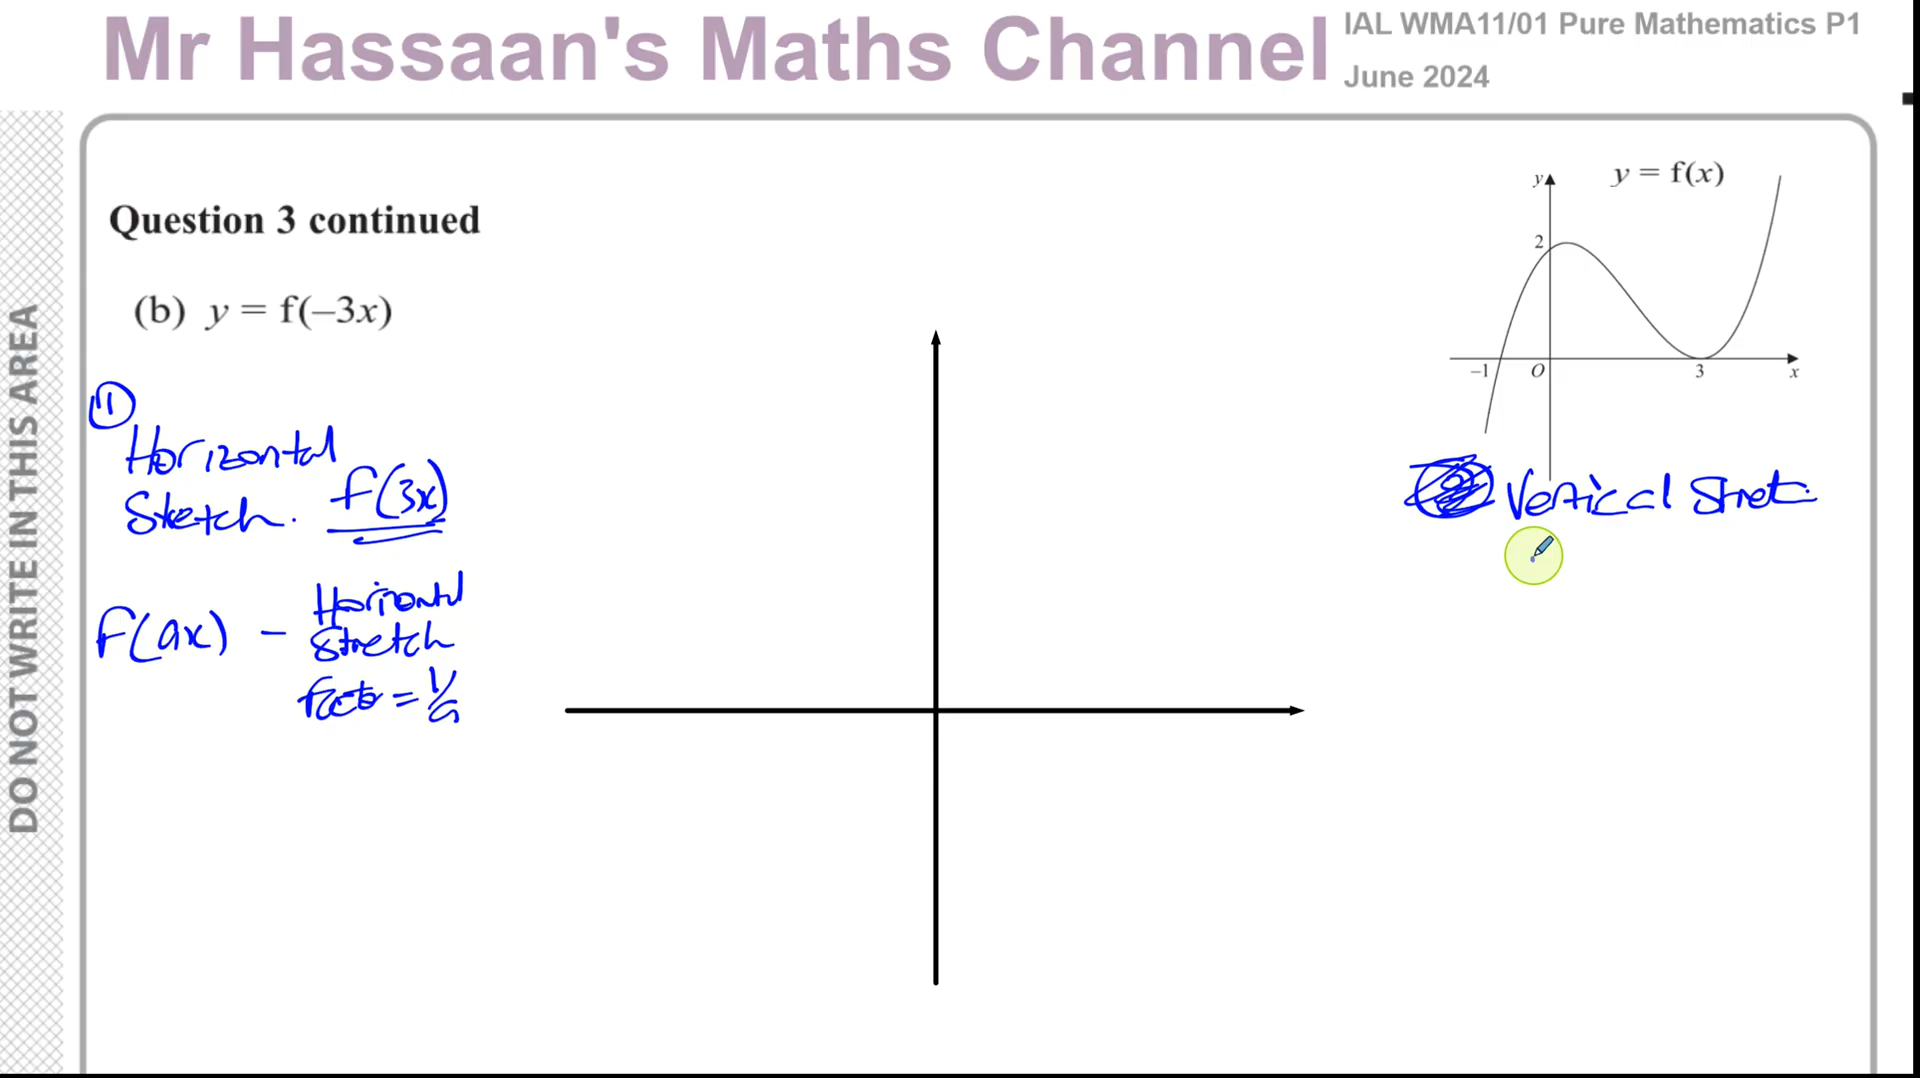 Mr Hassaan's Maths Channel
IAL WMA11/01 Pure Mathematics P1
June 2024
DO NOT WRITE IN THIS AREA
Question 3 continued
(b) y = f(–3x)
①
Horizontal
Stretch. f(3x)
f(ax) – Horizontal
stretch
factor = 1/a
y
y = f(x)
2
–1
O
3
x
Vertical Stret.